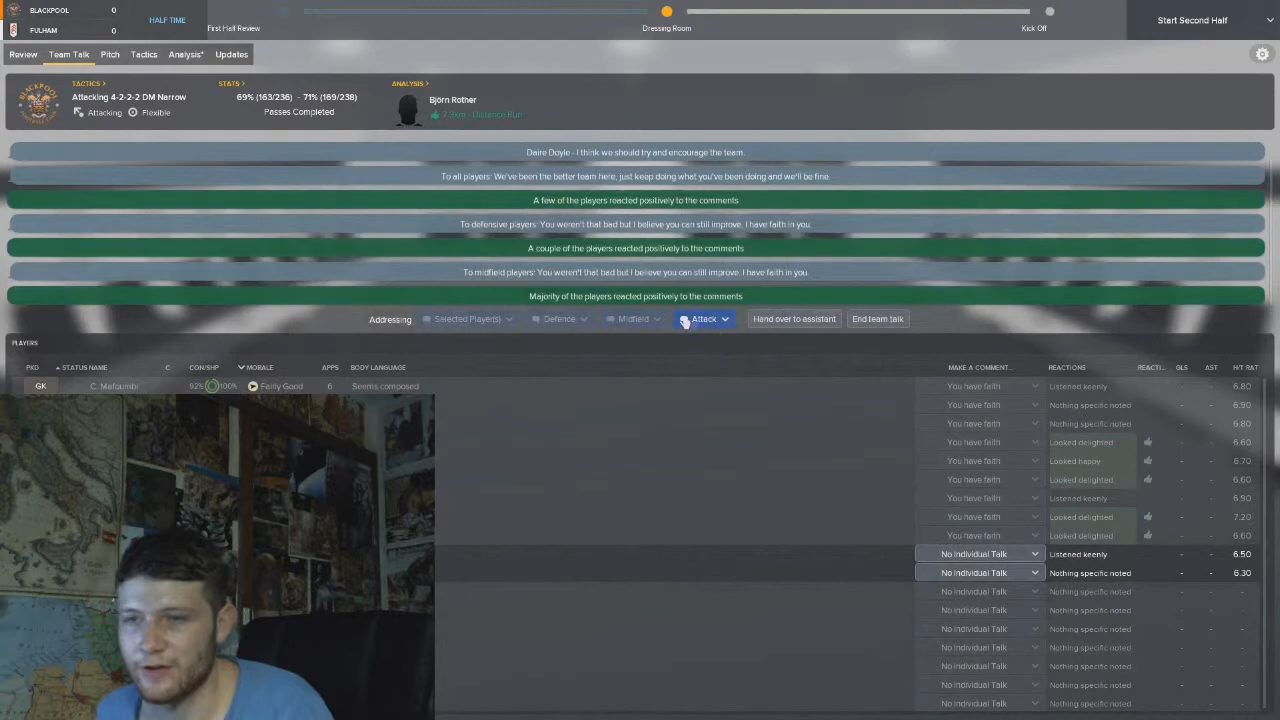 BLACKPOOL 0
FULHAM 0
HALF TIME
First Half Review
Dressing Room
Kick Off
Start Second Half
Review Team Talk Pitch Tactics Analysis* Updates
TACTICS >
Attacking 4-2-2-2 DM Narrow
Attacking Flexible
STATS >
69% (163/236) - 71% (169/238)
Passes Completed
ANALYSIS >
Björn Rother
7.3km - Distance Run
Daire Doyle - I think we should try and encourage the team.
To all players: We've been the better team here, just keep doing what you've been doing and we'll be fine.
A few of the players reacted positively to the comments
To defensive players: You weren't that bad but I believe you can still improve. I have faith in you.
A couple of the players reacted positively to the comments
To midfield players: You weren't that bad but I believe you can still improve. I have faith in you.
Majority of the players reacted positively to the comments
Addressing Selected Player(s) Defence Midfield Attack Hand over to assistant End team talk
PLAYERS
PKD STATUS NAME C CON/SHP MORALE APPS BODY LANGUAGE MAKE A COMMENT... REACTIONS REACTI... GLS AST H/T RAT
GK C. Mafoumbi 92% 100% Fairly Good 6 Seems composed You have faith Listened keenly - - 6.80
You have faith Nothing specific noted - - 6.90
You have faith Nothing specific noted - - 6.80
You have faith Looked delighted - - 6.60
You have faith Looked happy - - 6.70
You have faith Looked delighted - - 6.60
You have faith Listened keenly - - 6.90
You have faith Looked delighted - - 7.20
You have faith Looked delighted - - 6.60
No Individual Talk Listened keenly - - 6.50
No Individual Talk Nothing specific noted - - 6.30
No Individual Talk Nothing specific noted - - -
No Individual Talk Nothing specific noted - - -
No Individual Talk Nothing specific noted - - -
No Individual Talk Nothing specific noted - - -
No Individual Talk Nothing specific noted - - -
No Individual Talk Nothing specific noted - - -
No Individual Talk Nothing specific noted - - -